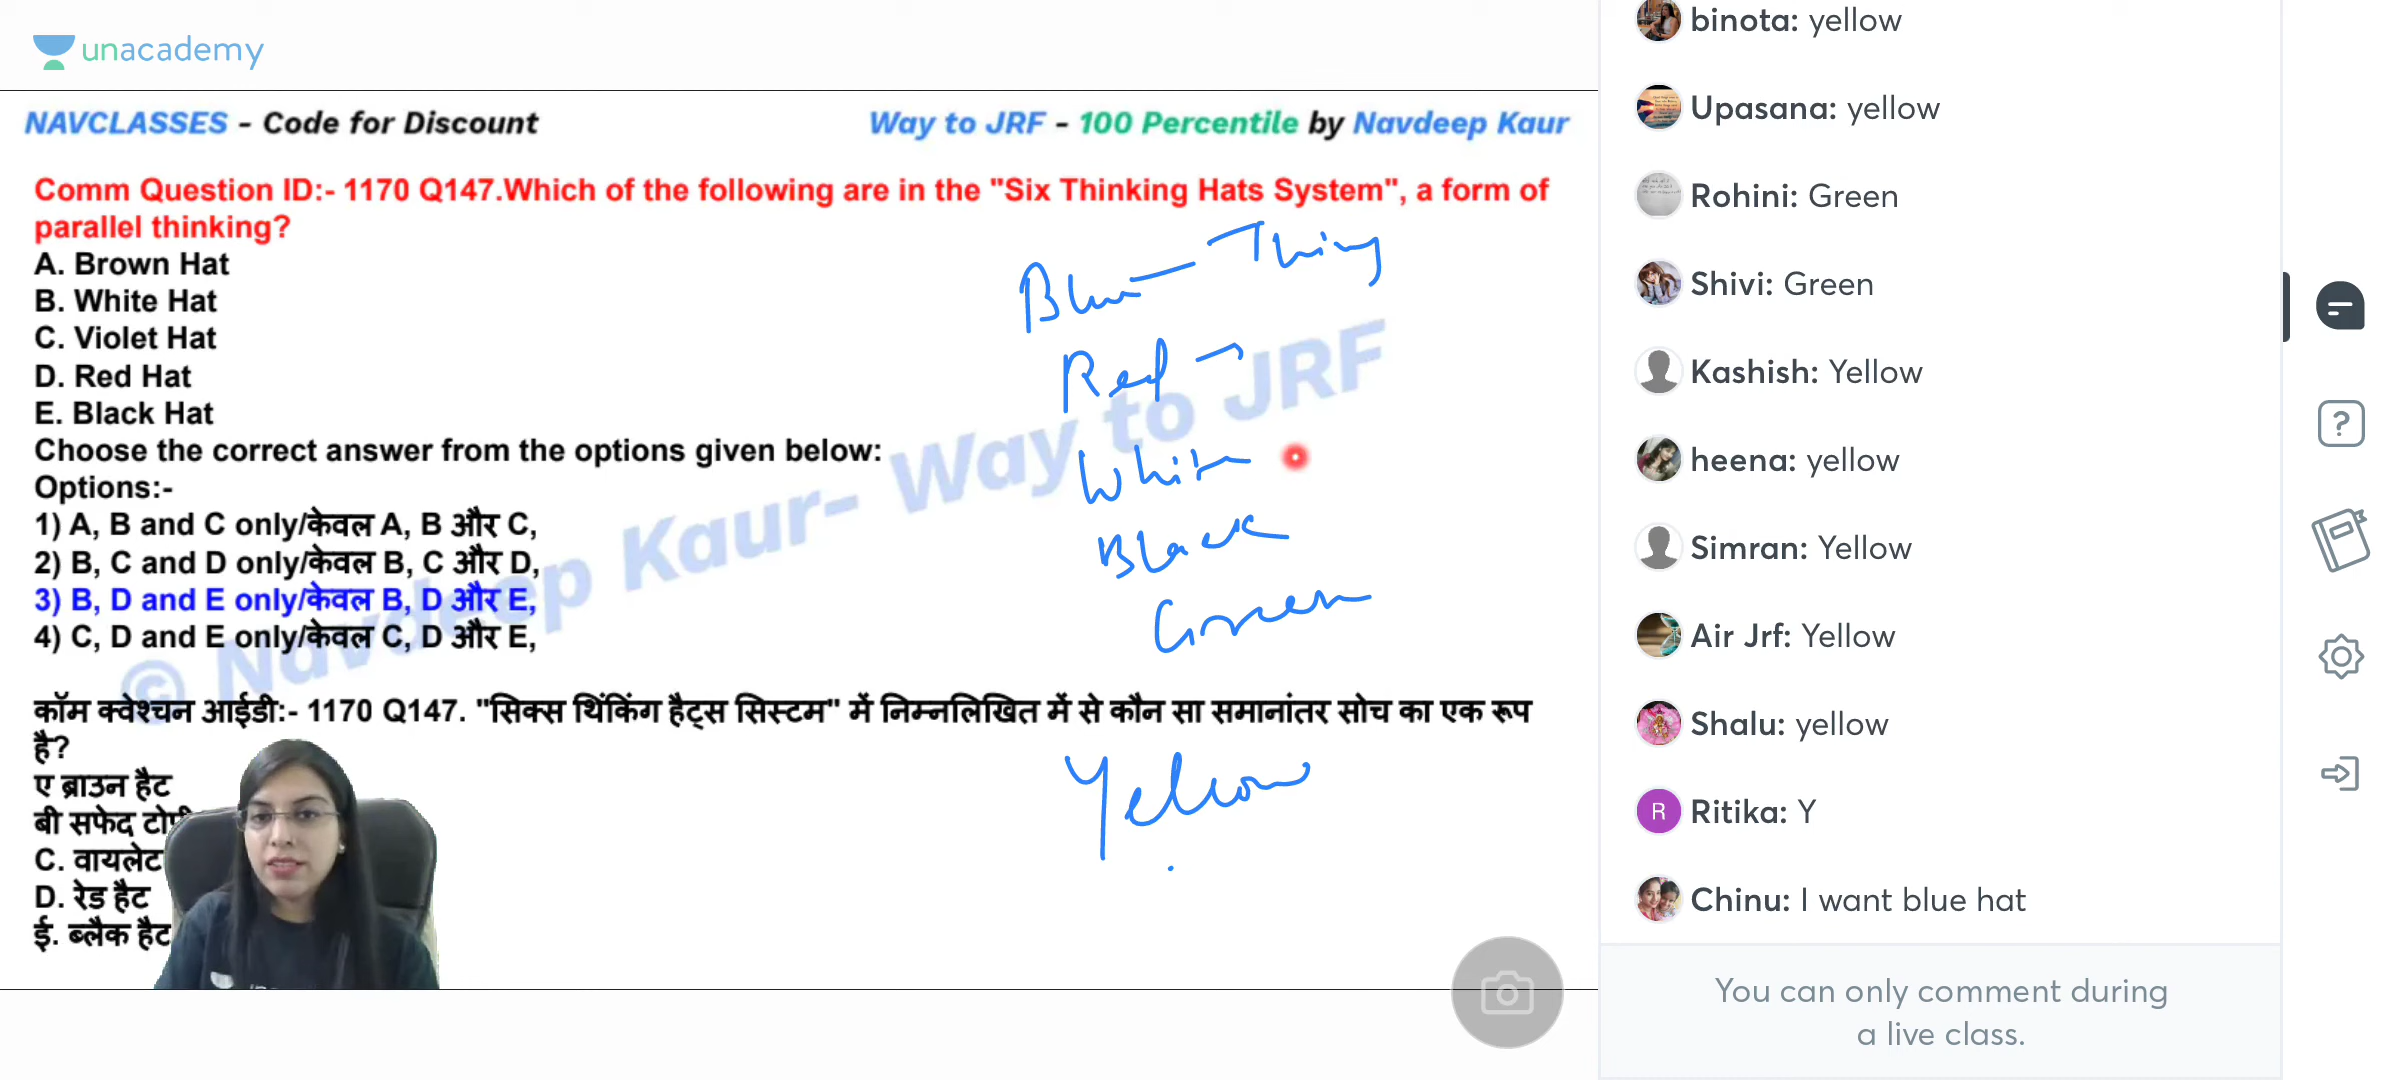 unacademy
NAVCLASSES - Code for Discount
Way to JRF - 100 Percentile by Navdeep Kaur
Comm Question ID:- 1170 Q147.Which of the following are in the "Six Thinking Hats System", a form of
parallel thinking?
A. Brown Hat
B. White Hat
C. Violet Hat
D. Red Hat
E. Black Hat
Choose the correct answer from the options given below:
Options:-
1) A, B and C only/केवल A, B और C,
2) B, C and D only/केवल B, C और D,
3) B, D and E only/केवल B, D और E,
4) C, D and E only/केवल C, D और E,
कॉम क्वेश्चन आईडी:- 1170 Q147. "सिक्स थिंकिंग हैट्स सिस्टम" में निम्नलिखित में से कौन सा समानांतर सोच का एक रूप
है?
ए ब्राउन हैट
बी सफेद
C. वायलेट
D. रेड हैट
ई. ब्लैक हैट
© Navdeep Kaur- Way to JRF
Red
Black
Green
Yellow
binota: yellow
Upasana: yellow
Rohini: Green
Shivi: Green
Kashish: Yellow
heena: yellow
Simran: Yellow
Air Jrf: Yellow
Shalu: yellow
R
Ritika: Y
Chinu: I want blue hat
You can only comment during
a live class.
?